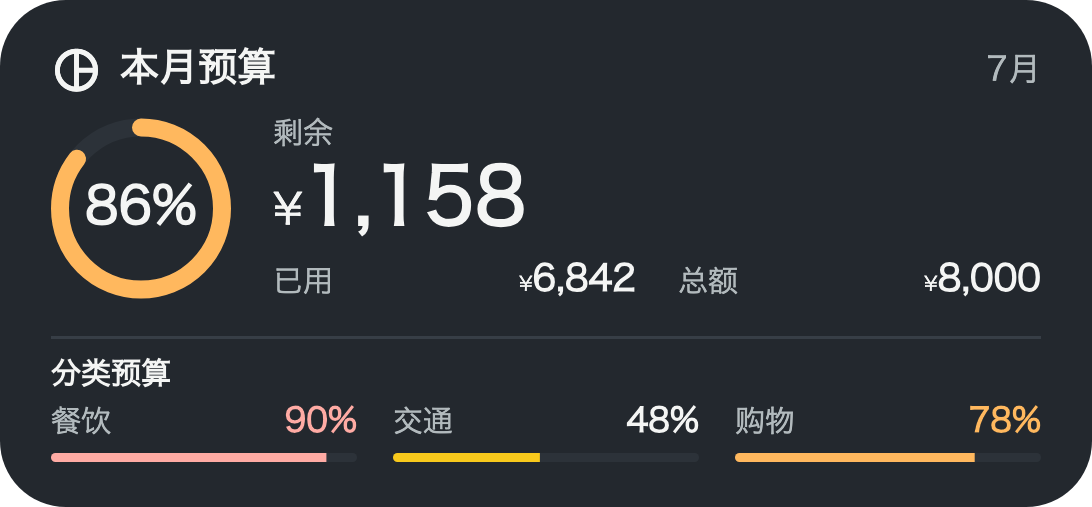 本月预算 7月
86%
剩余
¥1,158
已用 ¥6,842 总额 ¥8,000
分类预算
餐饮 90% 交通 48% 购物 78%